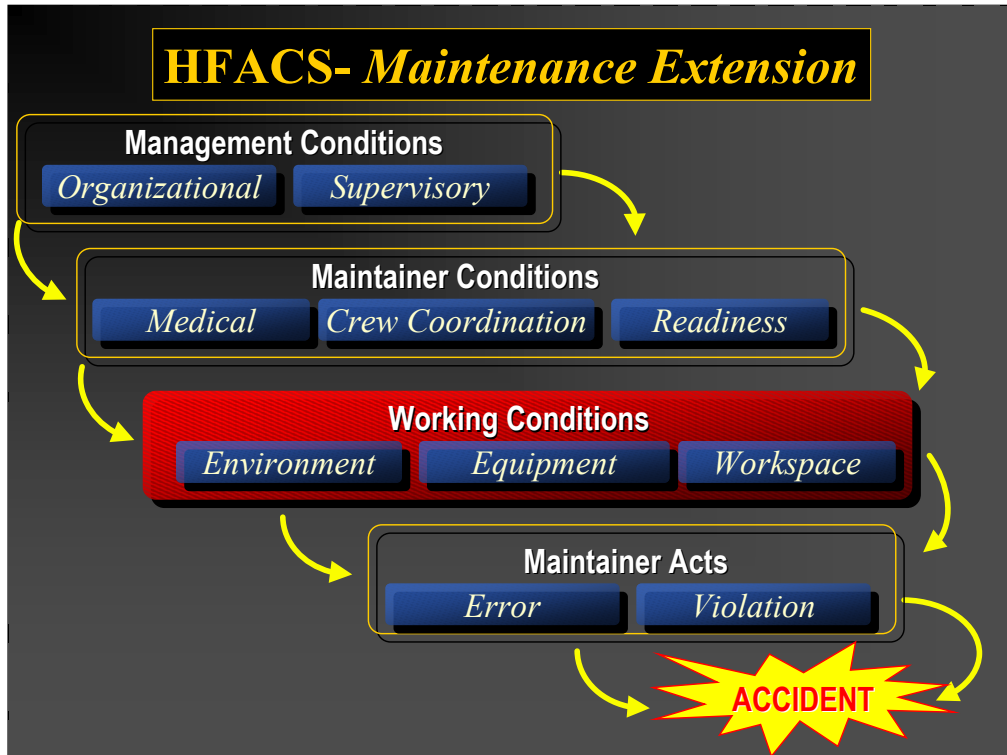 HFACS- Maintenance Extension
Management Conditions
Organizational Supervisory
Maintainer Conditions
Medical Crew Coordination Readiness
Working Conditions
Environment Equipment Workspace
Maintainer Acts
Error Violation
ACCIDENT